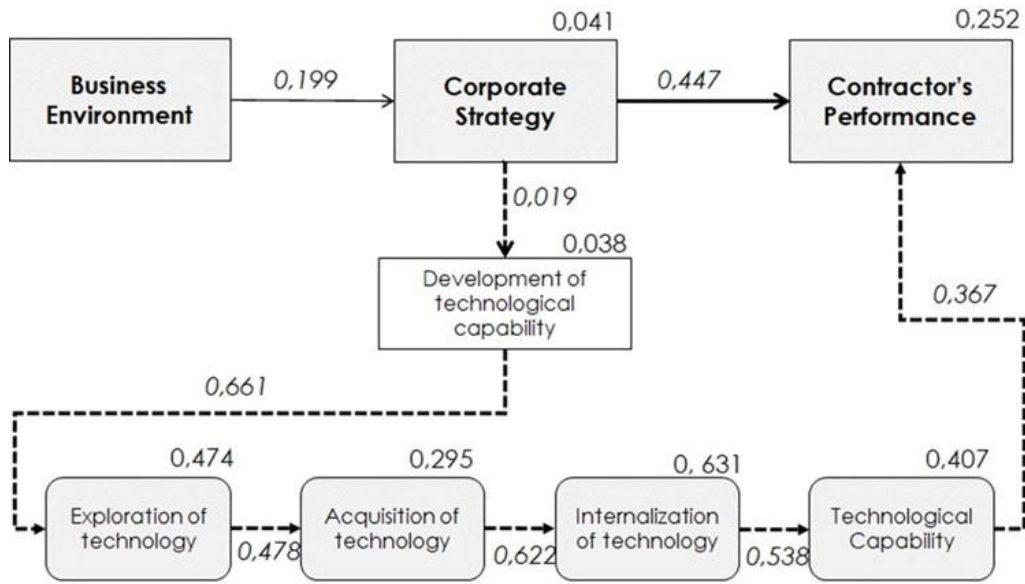 0,041
0,252
Business
Environment
0,199
Corporate
Strategy
0,447
Contractor's
Performance
0,019
0,038
Development of
technological
capability
0,367
0,661
0,474
0,295
0, 631
0,407
Exploration of
technology
0,478
Acquisition of
technology
0,622
Internalization
of technology
0,538
Technological
Capability